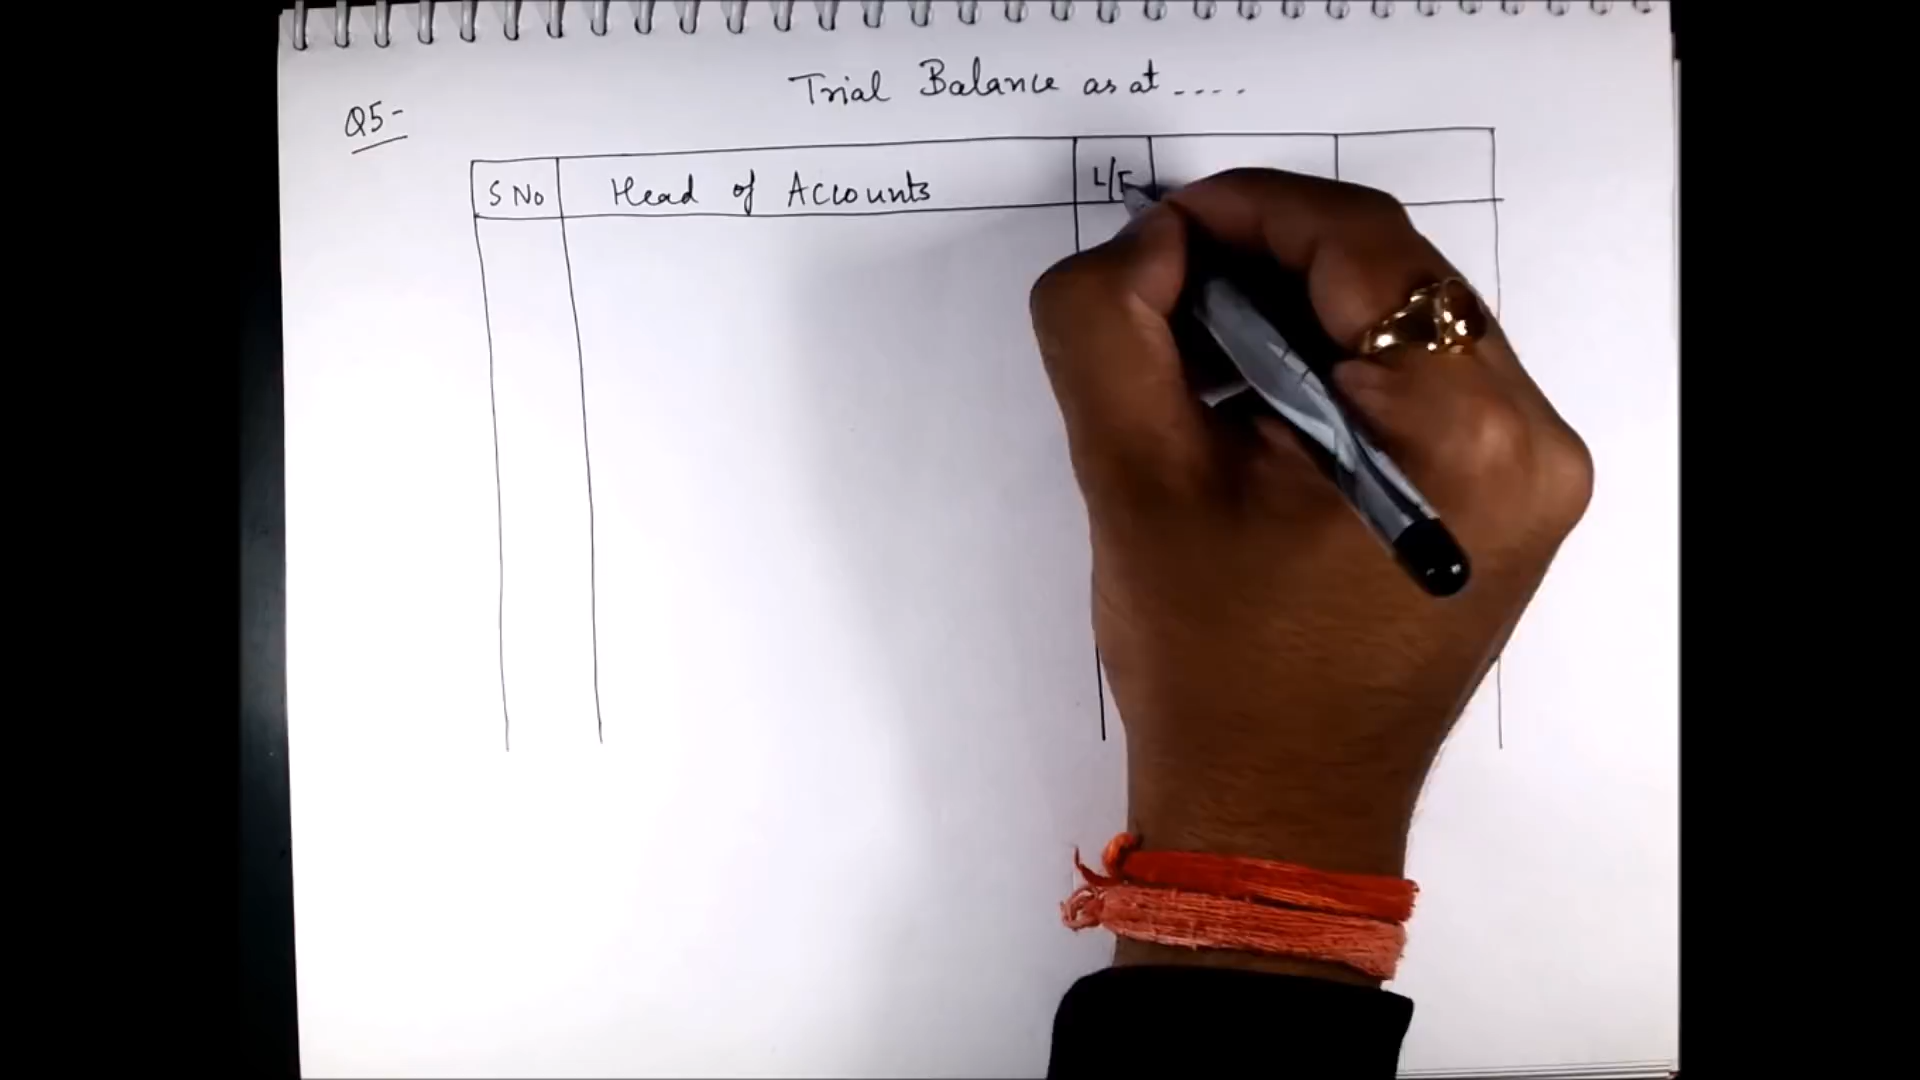 Trial Balance as at ....
Q5-
S No Head of Accounts L/F